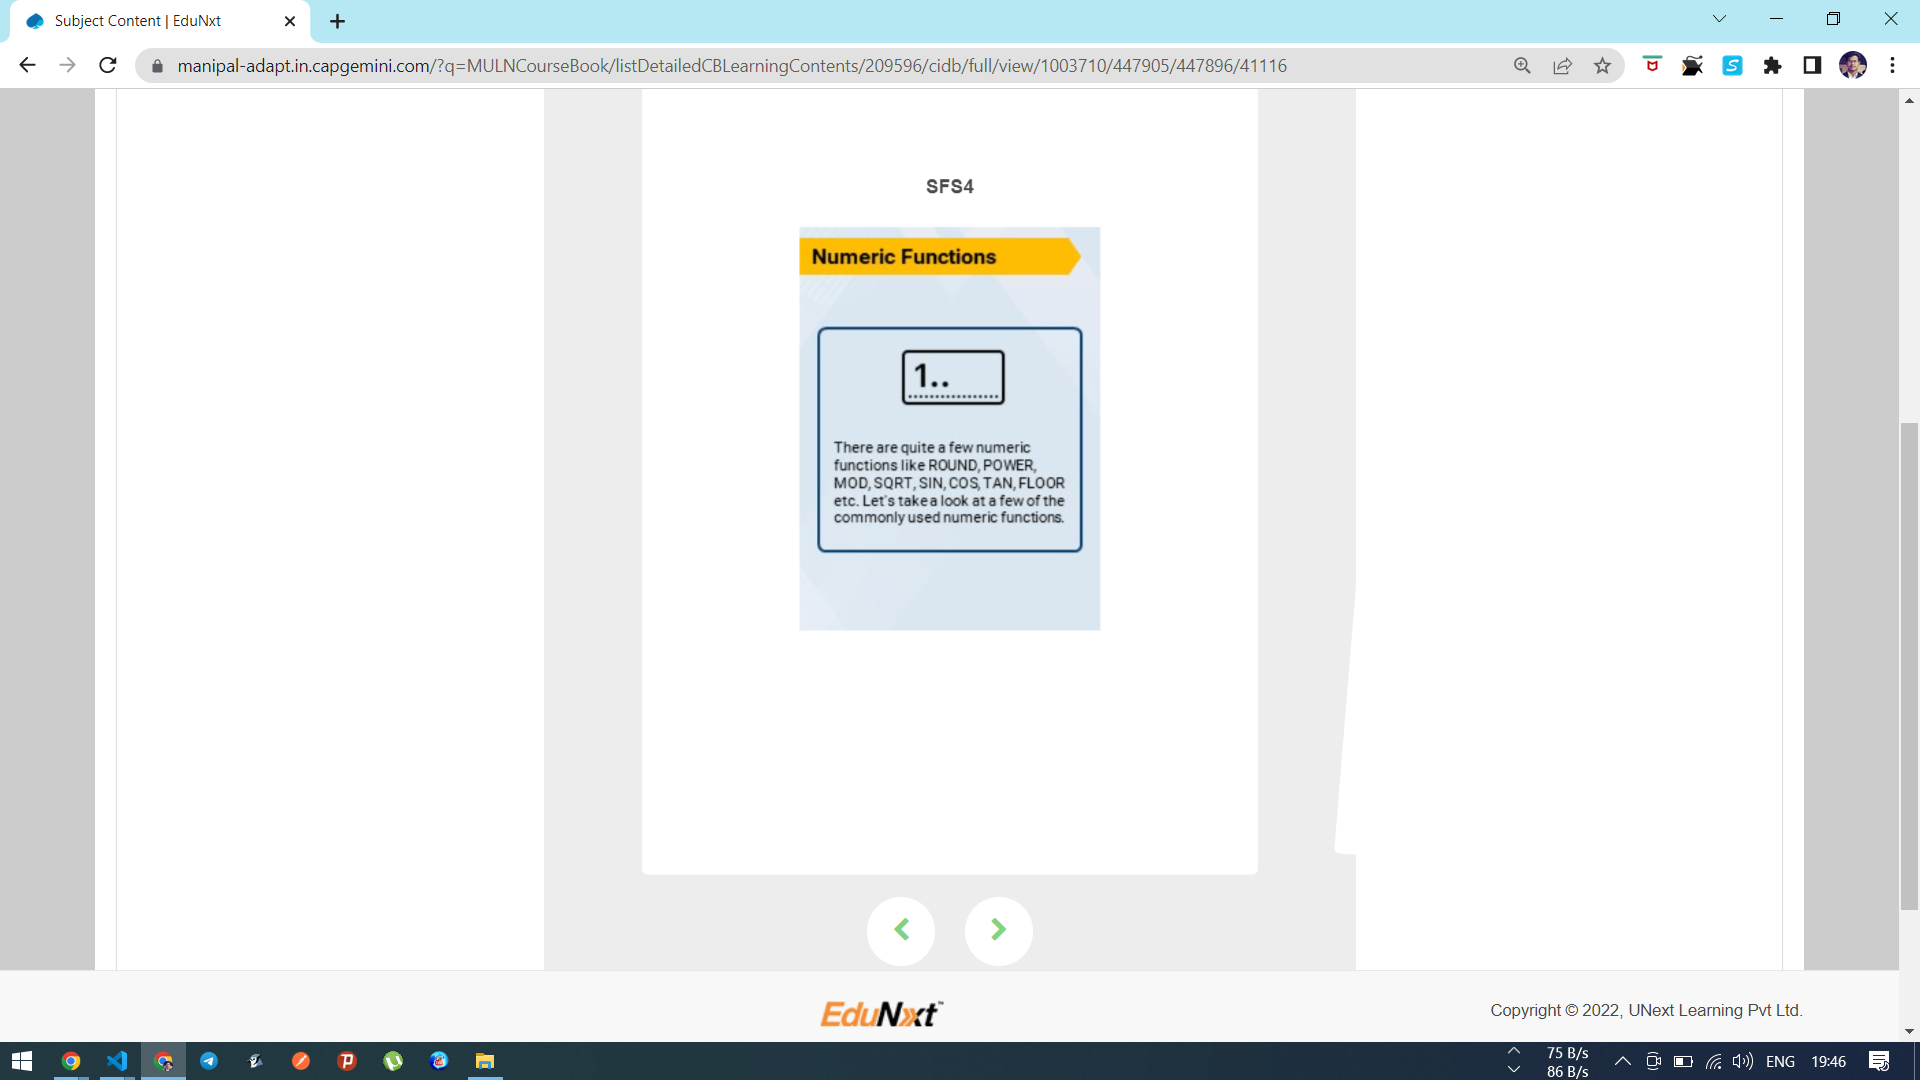 Subject Content | EduNxt
manipal-adapt.in.capgemini.com/?q=MULNCourseBook/listDetailedCBLearningContents/209596/cidb/full/view/1003710/447905/447896/41116
SFS4
Numeric Functions
1..
There are quite a few numeric
functions like ROUND, POWER,
MOD, SQRT, SIN, COS, TAN, FLOOR
etc. Let's take a look at a few of the
commonly used numeric functions.
EduNxt™
Copyright © 2022, UNext Learning Pvt Ltd.
75 B/s
86 B/s
ENG
19:46